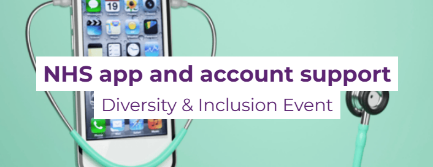 NHS app and account support
Diversity & Inclusion Event